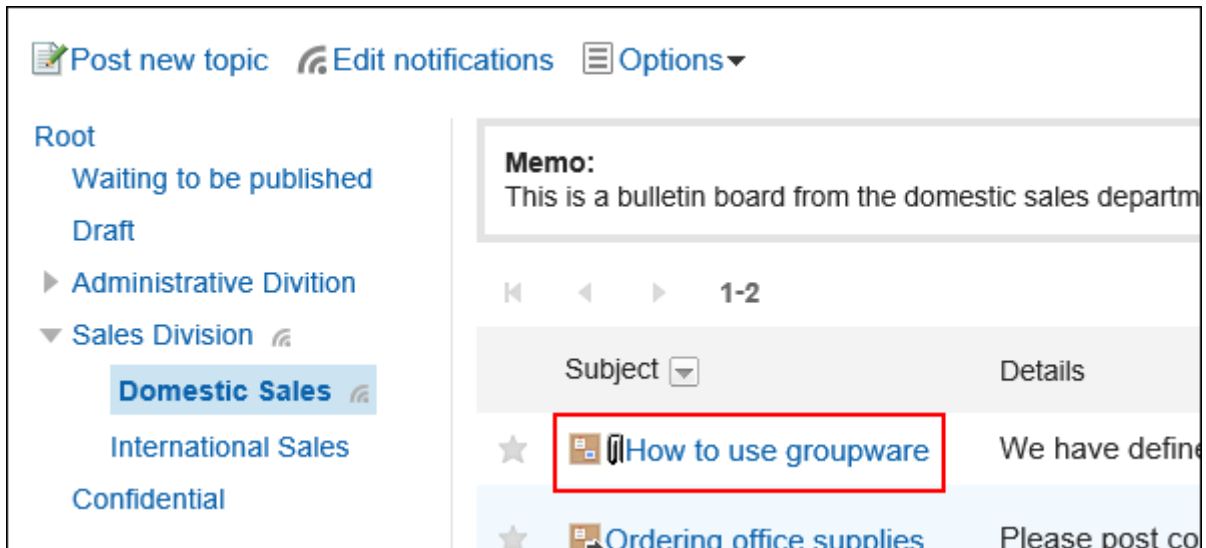 Post new topic Edit notifications Options
Root
Waiting to be published
Draft
Administrative Divition
Sales Division
Domestic Sales
International Sales
Confidential
Memo:
This is a bulletin board from the domestic sales departm
1-2
Subject Details
How to use groupware We have define
Ordering office supplies Please post co